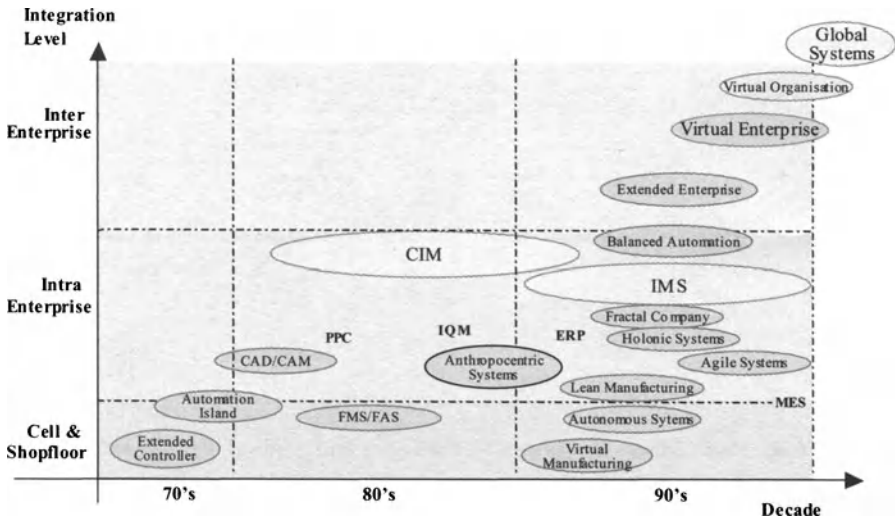 Integration
Level
Global
Systems
Virtual Organisation
Inter
Enterprise
Virtual Enterprise
Extended Enterprise
Balanced Automation
CIM
Intra
Enterprise
IMS
Fractal Company
PPC
IQM
ERP
Holonic Systems
CAD/CAM
Anthropocentric
Systems
Agile Systems
Lean Manufacturing
Automation
Island
MES
FMS/FAS
Autonomous Sytems
Cell &
Shopfloor
Extended
Controller
Virtual
Manufacturing
70's
80's
90's
Decade